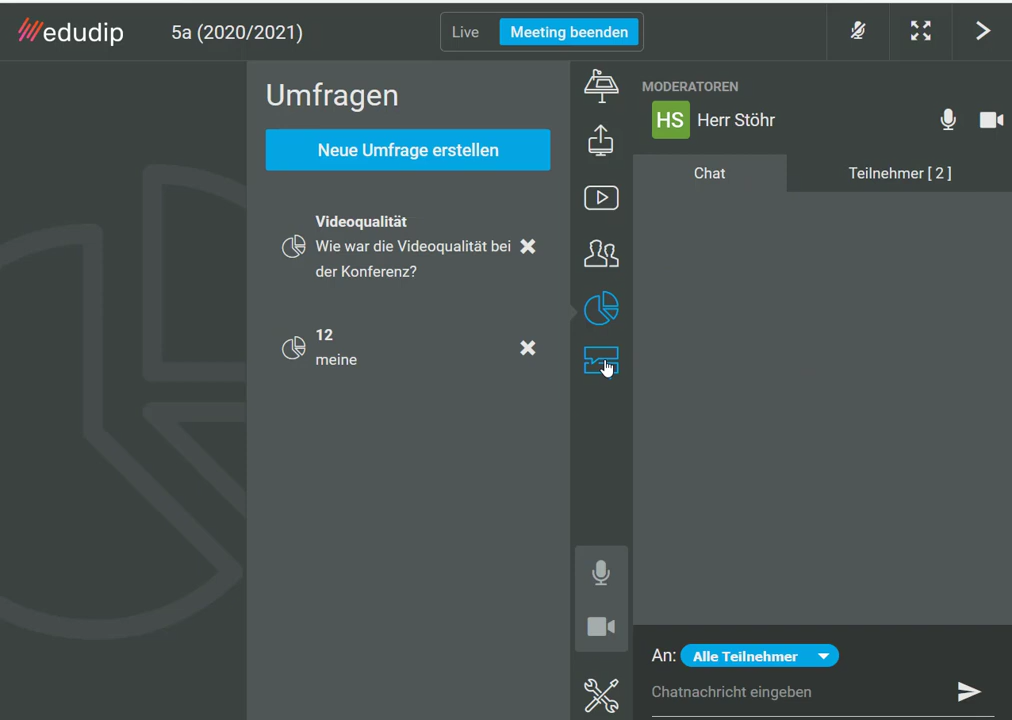 edudip
5a (2020/2021)
Live
Meeting beenden
Umfragen
Neue Umfrage erstellen
Videoqualität
Wie war die Videoqualität bei
der Konferenz?
12
meine
MODERATOREN
HS Herr Stöhr
Chat
Teilnehmer [ 2 ]
An: Alle Teilnehmer
Chatnachricht eingeben